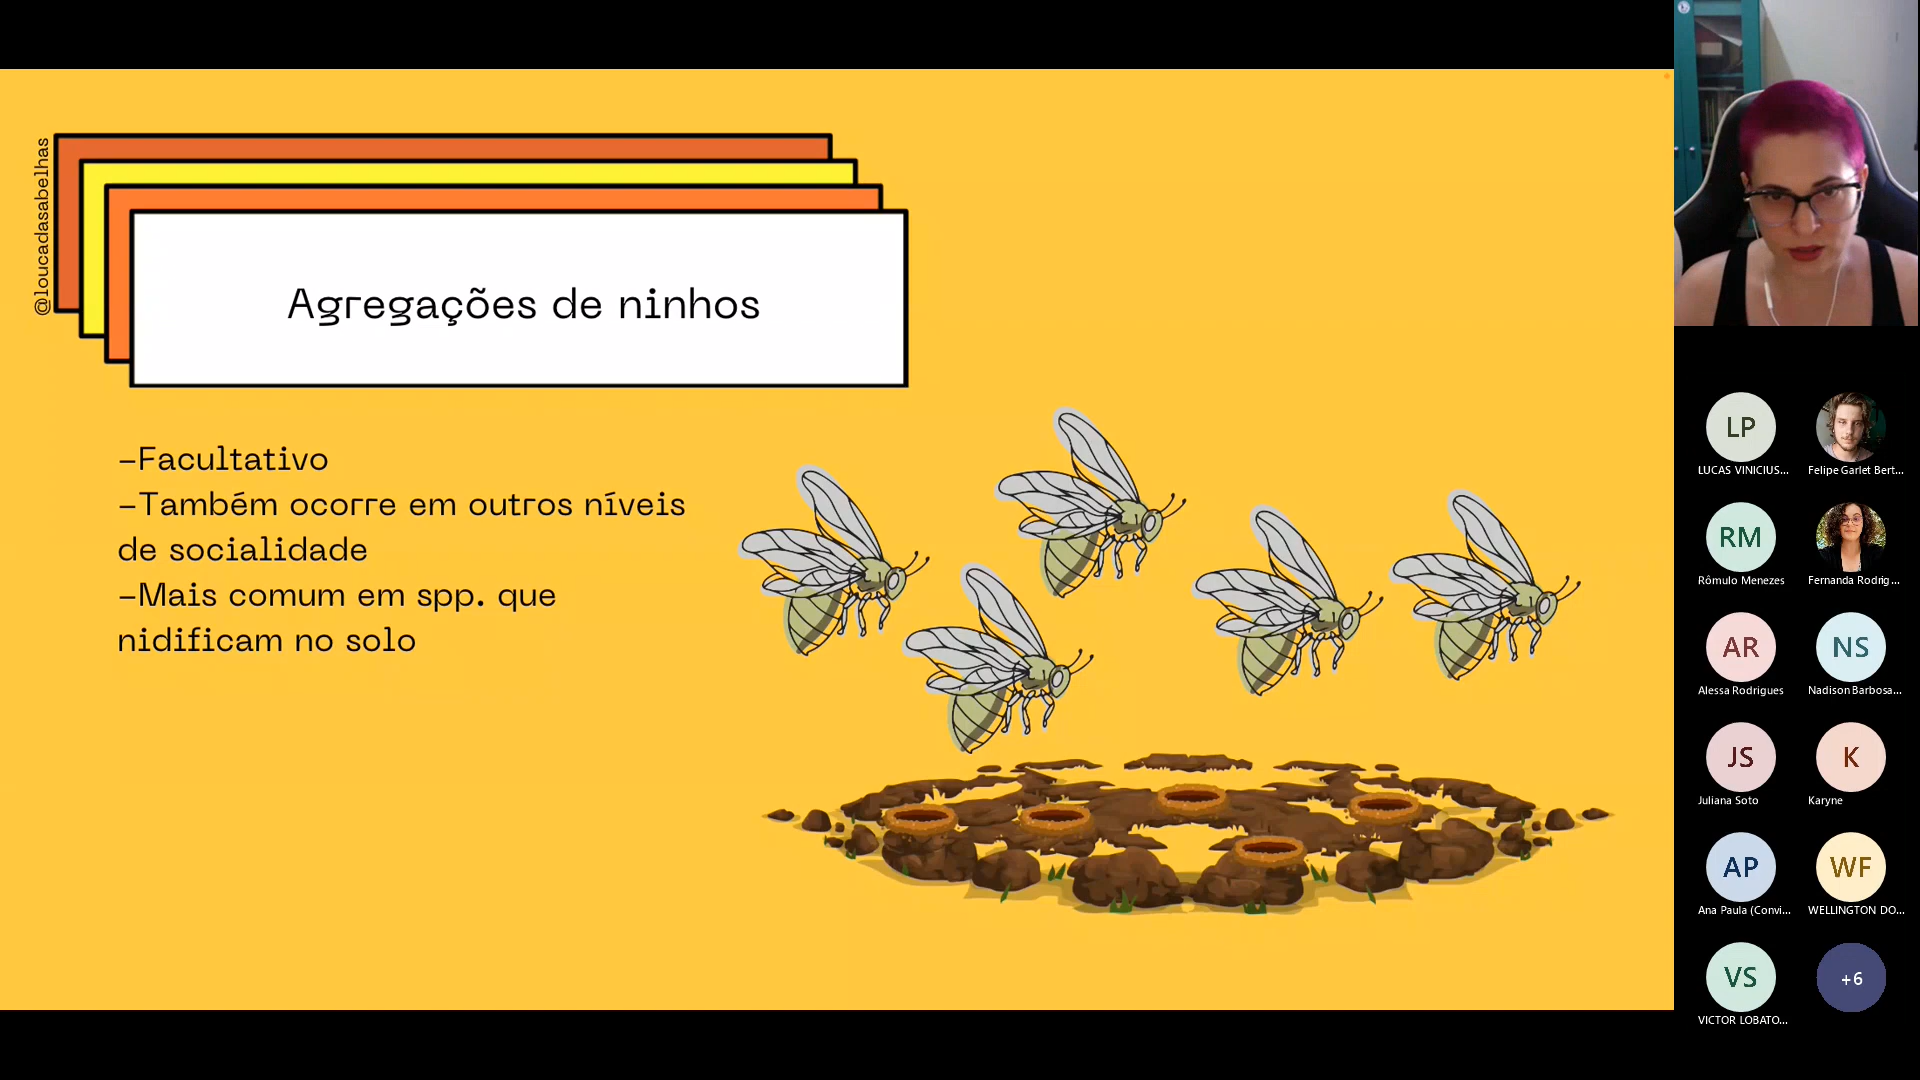 @loucadasabelhas
Agregações de ninhos
-Facultativo
-Também ocorre em outros níveis
de socialidade
-Mais comum em spp. que
nidificam no solo
LP
LUCAS VINICIUS...
Felipe Garlet Bert...
RM
Rômulo Menezes
Fernanda Rodrig...
AR
Alessa Rodrigues
NS
Nadison Barbosa...
JS
Juliana Soto
K
Karyne
AP
Ana Paula (Convi...
WF
WELLINGTON DO...
VS
VICTOR LOBATO...
+6